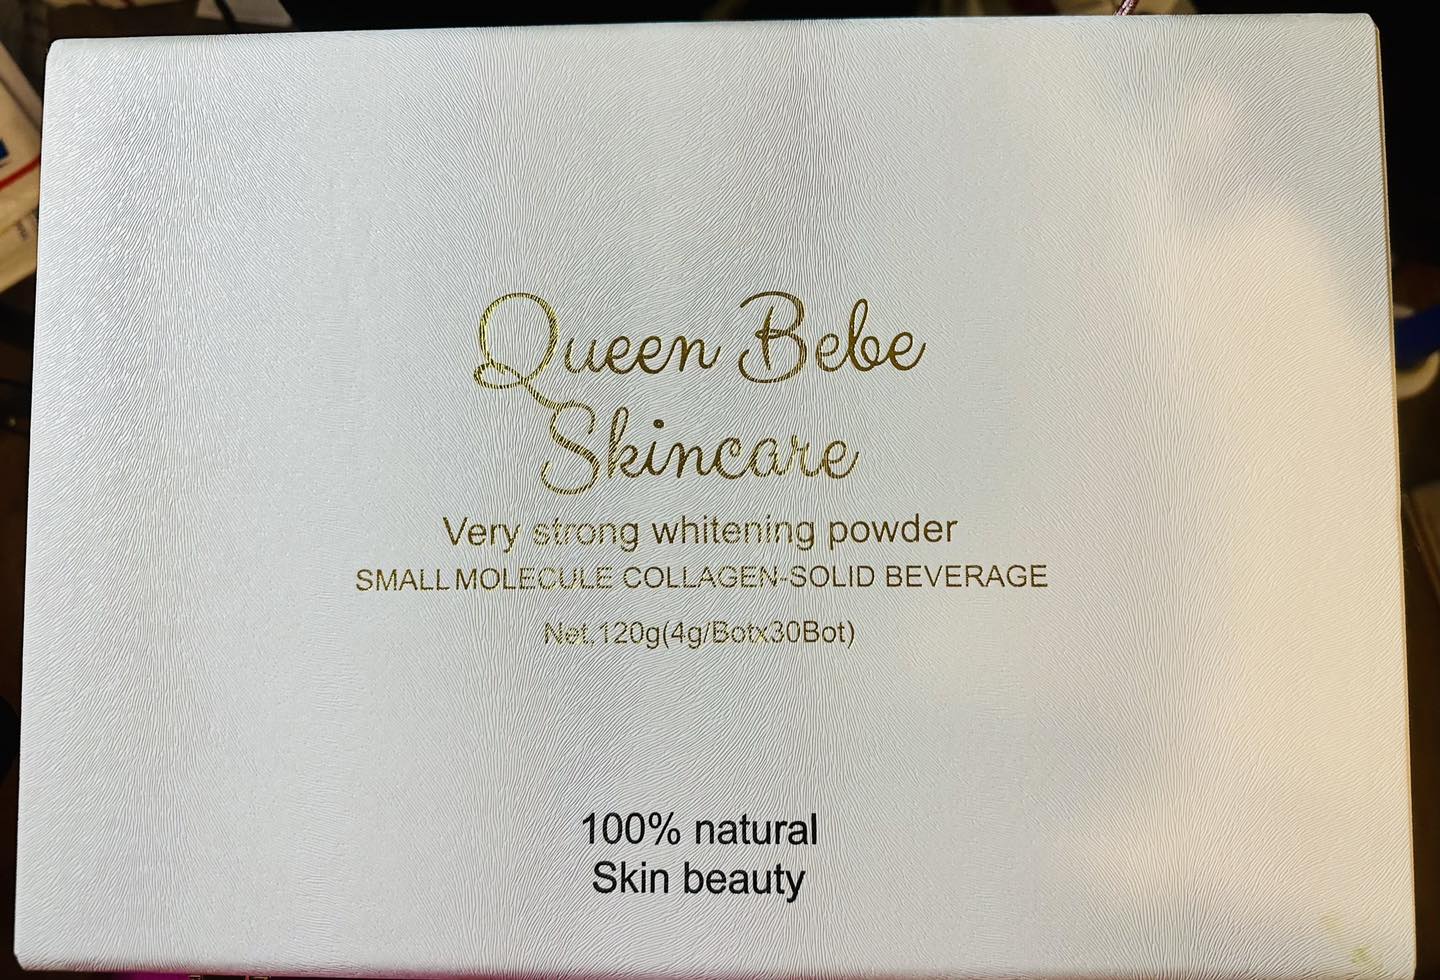 Queen Bebe
Skincare
Very strong whitening powder
SMALL MOLECULE COLLAGEN-SOLID BEVERAGE
Net.120g(4g/Botx30Bot)
100% natural
Skin beauty